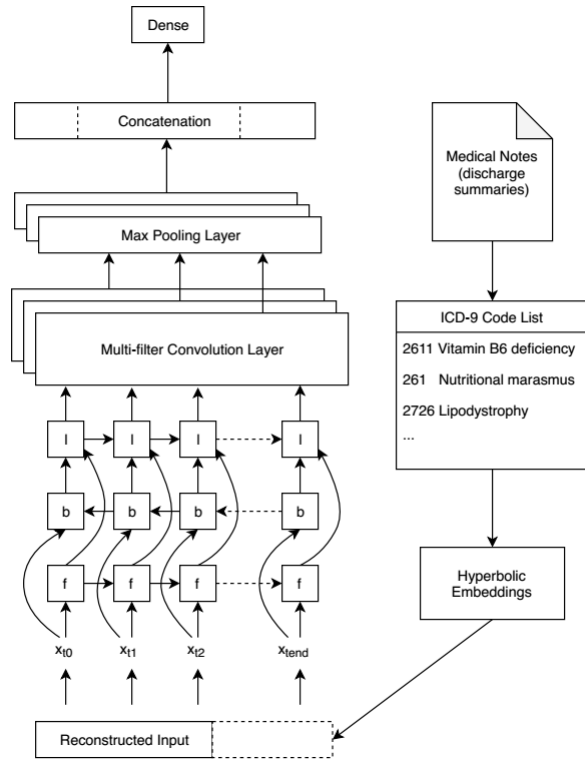 Dense
Concatenation
Max Pooling Layer
Multi-filter Convolution Layer
l l l l
b b b b
f f f f
xt0 xt1 xt2 xtend
Reconstructed Input
Medical Notes
(discharge
summaries)
ICD-9 Code List
2611 Vitamin B6 deficiency
261 Nutritional marasmus
2726 Lipodystrophy
...
Hyperbolic
Embeddings